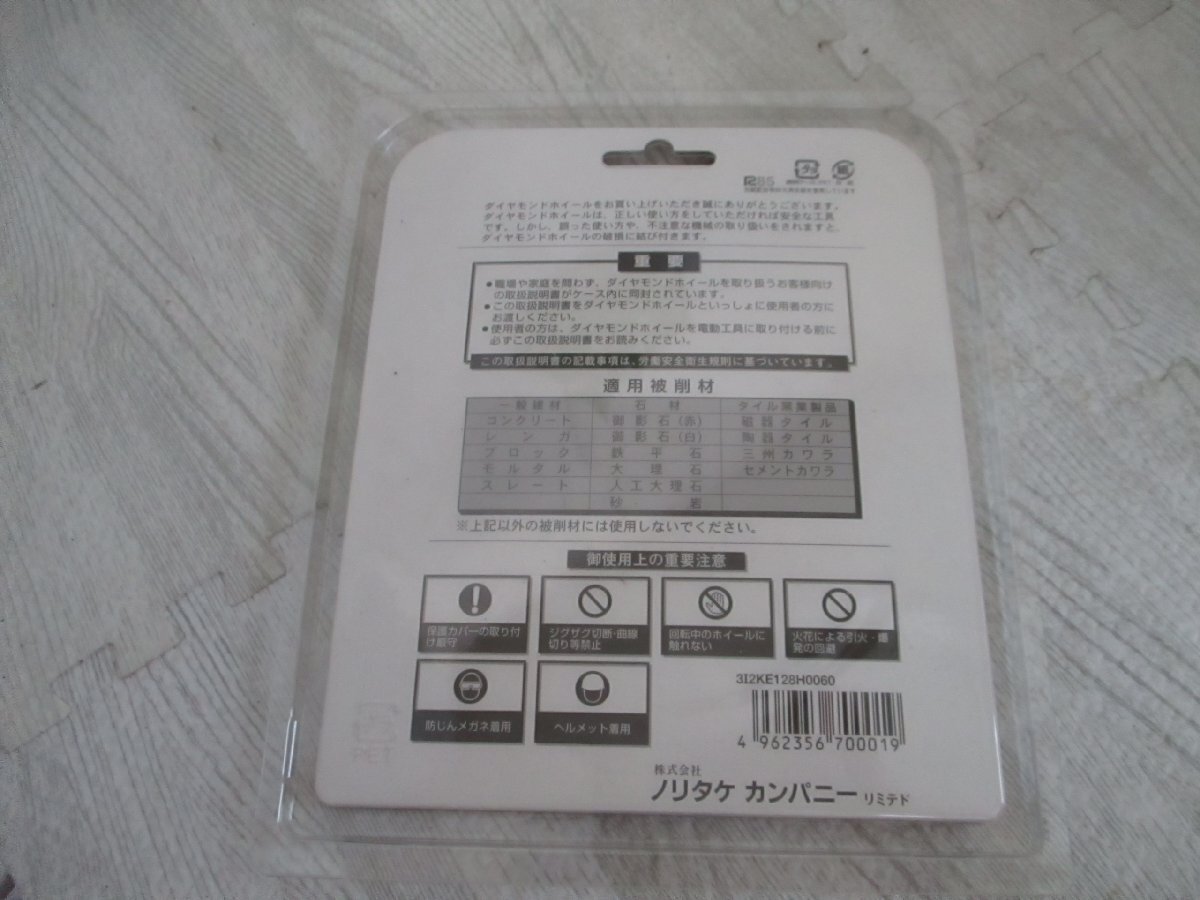 R85
ダイヤモンドホイールをお買い上げいただき誠にありがとうございます。
ダイヤモンドホイールは、正しい使い方をしていただければ安全な工具
です。しかし、誤った使い方や、不注意な機械の取り扱いをされますと、
ダイヤモンドホイールの破損に結び付きます。
重要
●職場や家庭を問わず、ダイヤモンドホイールを取り扱うお客様向け
の取扱説明書がケース内に同封されています。
●この取扱説明書をダイヤモンドホイールといっしょに使用者の方に
お渡しください。
●使用者の方は、ダイヤモンドホイールを電動工具に取り付ける前に
必ずこの取扱説明書をお読みください。
この取扱説明書の記載事項は、労働安全衛生規則に基づいています。
適用被削材
一般建材 石材 タイル窯業製品
コンクリート 御影石(赤) 磁器タイル
レンガ 御影石(白) 陶器タイル
ブロック 鉄平石 三州カワラ
モルタル 大理石 セメントカワラ
スレート 人工大理石
砂岩
※上記以外の被削材には使用しないでください。
御使用上の重要注意
保護カバーの取り付
け厳守
ジグザグ切断・曲線
切り等禁止
回転中のホイールに
触れない
火花による引火・爆
発の回避
防じんメガネ着用
ヘルメット着用
3I2KE128H0060
4 962356 700019
株式会社
ノリタケ カンパニー リミテド
PET